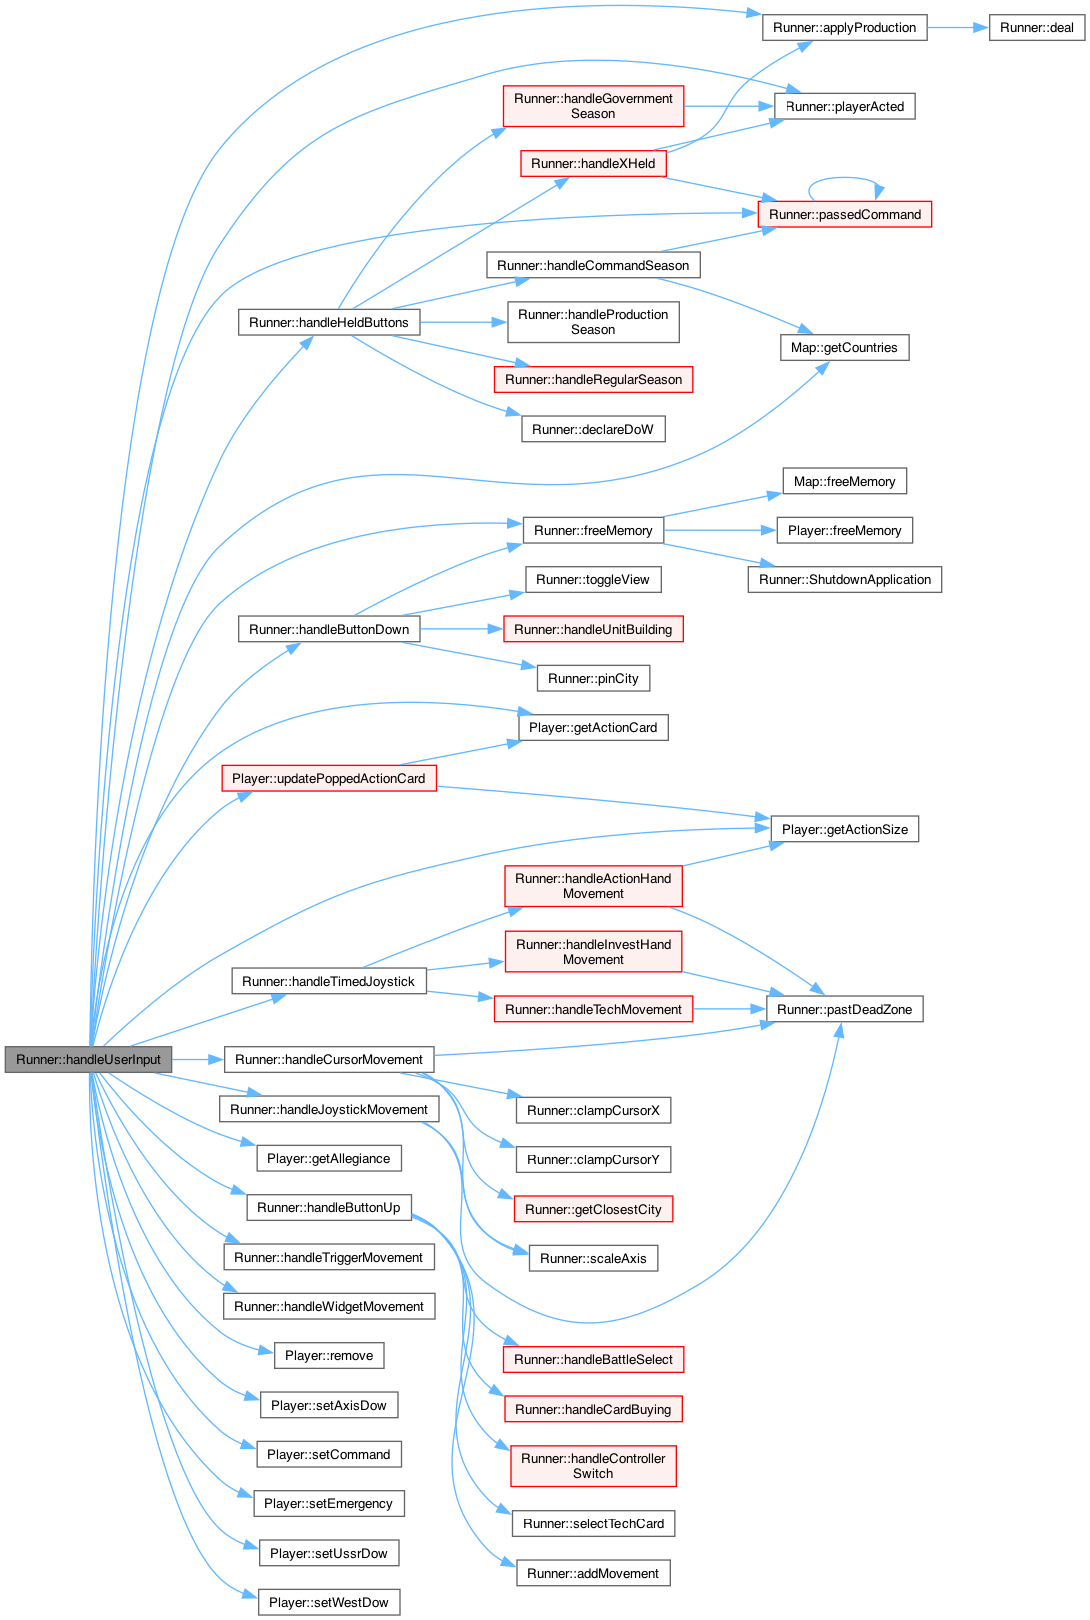 Runner::applyProduction
Runner::deal
Runner::handleGovernment
Season
Runner::playerActed
Runner::handleXHeld
Runner::passedCommand
Runner::handleCommandSeason
Runner::handleHeldButtons
Runner::handleProduction
Season
Map::getCountries
Runner::handleRegularSeason
Runner::declareDoW
Map::freeMemory
Runner::freeMemory
Player::freeMemory
Runner::toggleView
Runner::ShutdownApplication
Runner::handleButtonDown
Runner::handleUnitBuilding
Runner::pinCity
Player::getActionCard
Player::updatePoppedActionCard
Player::getActionSize
Runner::handleActionHand
Movement
Runner::handleInvestHand
Movement
Runner::handleTimedJoystick
Runner::handleTechMovement
Runner::pastDeadZone
Runner::handleUserInput
Runner::handleCursorMovement
Runner::handleJoystickMovement
Runner::clampCursorX
Player::getAllegiance
Runner::clampCursorY
Runner::handleButtonUp
Runner::getClosestCity
Runner::handleTriggerMovement
Runner::scaleAxis
Runner::handleWidgetMovement
Player::remove
Runner::handleBattleSelect
Player::setAxisDow
Runner::handleCardBuying
Player::setCommand
Runner::handleController
Switch
Player::setEmergency
Runner::selectTechCard
Player::setUssrDow
Runner::addMovement
Player::setWestDow